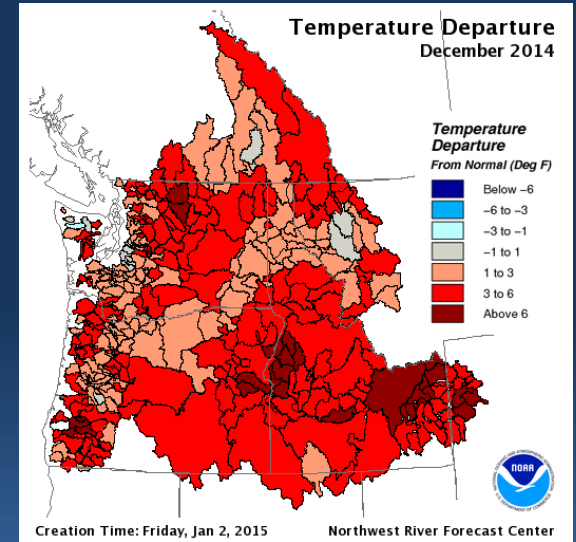 Temperature Departure
December 2014
Temperature
Departure
From Normal (Deg F)
Below −6
−6 to −3
−3 to −1
−1 to 1
1 to 3
3 to 6
Above 6
NOAA
Creation Time: Friday, Jan 2, 2015
Northwest River Forecast Center